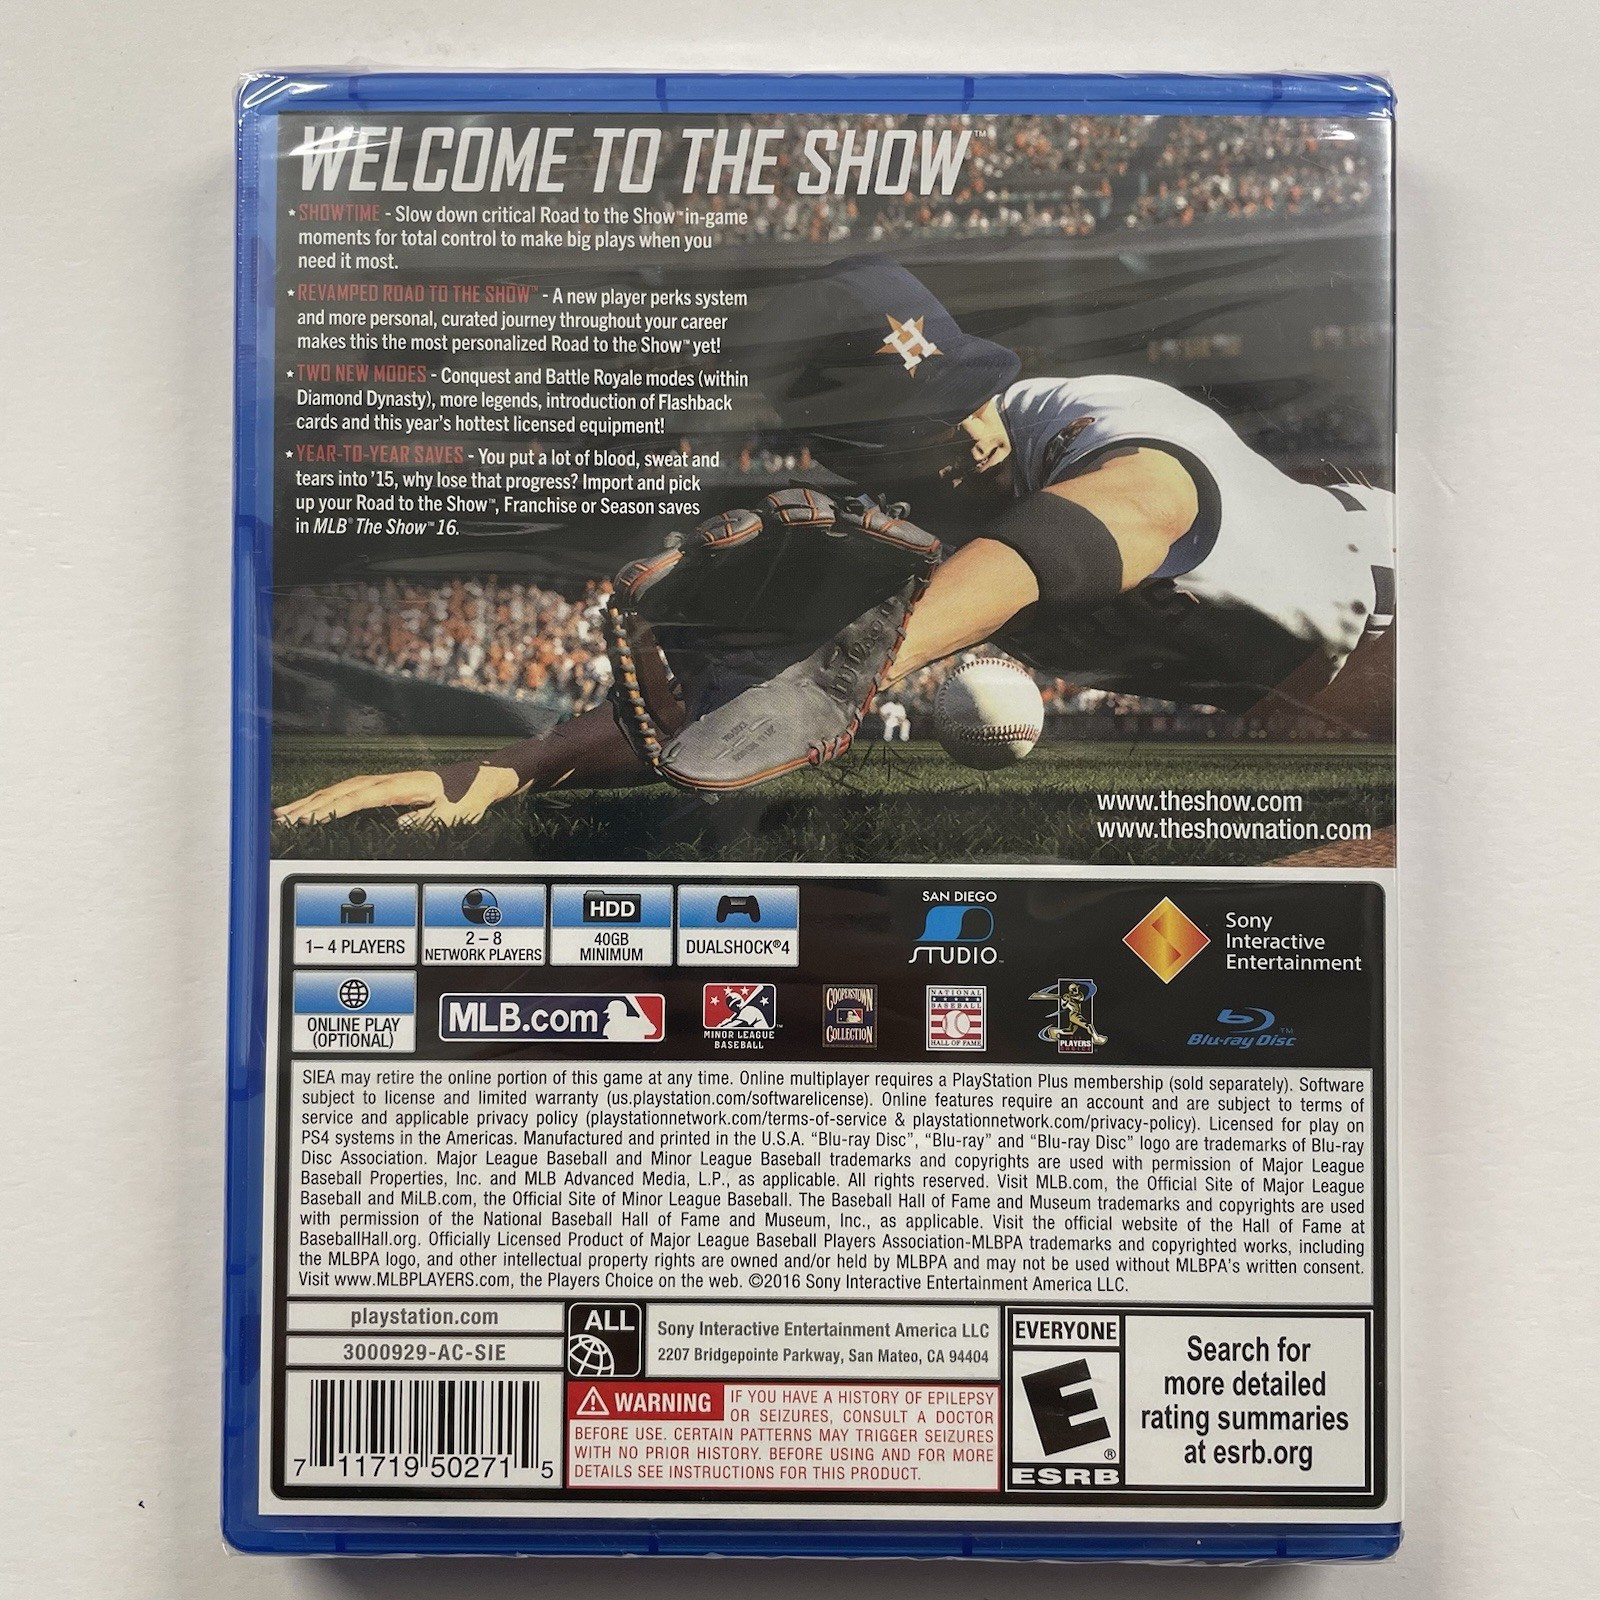 WELCOME TO THE SHOW™
★ SHOWTIME - Slow down critical Road to the Show™ in-game
moments for total control to make big plays when you
need it most.
★ REVAMPED ROAD TO THE SHOW™ - A new player perks system
and more personal, curated journey throughout your career
makes this the most personalized Road to the Show™ yet!
★ TWO NEW MODES - Conquest and Battle Royale modes (within
Diamond Dynasty), more legends, introduction of Flashback
cards and this year's hottest licensed equipment!
★ YEAR-TO-YEAR SAVES - You put a lot of blood, sweat and
tears into '15, why lose that progress? Import and pick
up your Road to the Show™, Franchise or Season saves
in MLB® The Show™ 16.
H
Wilson
www.theshow.com
www.theshownation.com
1– 4 PLAYERS
2 – 8
NETWORK PLAYERS
HDD
40GB
MINIMUM
DUALSHOCK®4
SAN DIEGO
STUDIO™
Sony
Interactive
Entertainment
ONLINE PLAY
(OPTIONAL)
MLB.com
MINOR LEAGUE
BASEBALL
COOPERSTOWN
COLLECTION
NATIONAL
BASEBALL
HALL OF FAME
PLAYERS
CHOICE
Blu-ray Disc™
SIEA may retire the online portion of this game at any time. Online multiplayer requires a PlayStation Plus membership (sold separately). Software
subject to license and limited warranty (us.playstation.com/softwarelicense). Online features require an account and are subject to terms of
service and applicable privacy policy (playstationnetwork.com/terms-of-service & playstationnetwork.com/privacy-policy). Licensed for play on
PS4 systems in the Americas. Manufactured and printed in the U.S.A. "Blu-ray Disc", "Blu-ray" and "Blu-ray Disc" logo are trademarks of Blu-ray
Disc Association. Major League Baseball and Minor League Baseball trademarks and copyrights are used with permission of Major League
Baseball Properties, Inc. and MLB Advanced Media, L.P., as applicable. All rights reserved. Visit MLB.com, the Official Site of Major League
Baseball and MiLB.com, the Official Site of Minor League Baseball. The Baseball Hall of Fame and Museum trademarks and copyrights are used
with permission of the National Baseball Hall of Fame and Museum, Inc., as applicable. Visit the official website of the Hall of Fame at
BaseballHall.org. Officially Licensed Product of Major League Baseball Players Association-MLBPA trademarks and copyrighted works, including
the MLBPA logo, and other intellectual property rights are owned and/or held by MLBPA and may not be used without MLBPA's written consent.
Visit www.MLBPLAYERS.com, the Players Choice on the web. ©2016 Sony Interactive Entertainment America LLC.
playstation.com
3000929-AC-SIE
7 11719 50271 5
ALL
Sony Interactive Entertainment America LLC
2207 Bridgepointe Parkway, San Mateo, CA 94404
WARNING IF YOU HAVE A HISTORY OF EPILEPSY
OR SEIZURES, CONSULT A DOCTOR
BEFORE USE. CERTAIN PATTERNS MAY TRIGGER SEIZURES
WITH NO PRIOR HISTORY. BEFORE USING AND FOR MORE
DETAILS SEE INSTRUCTIONS FOR THIS PRODUCT.
EVERYONE
E
®
ESRB
Search for
more detailed
rating summaries
at esrb.org